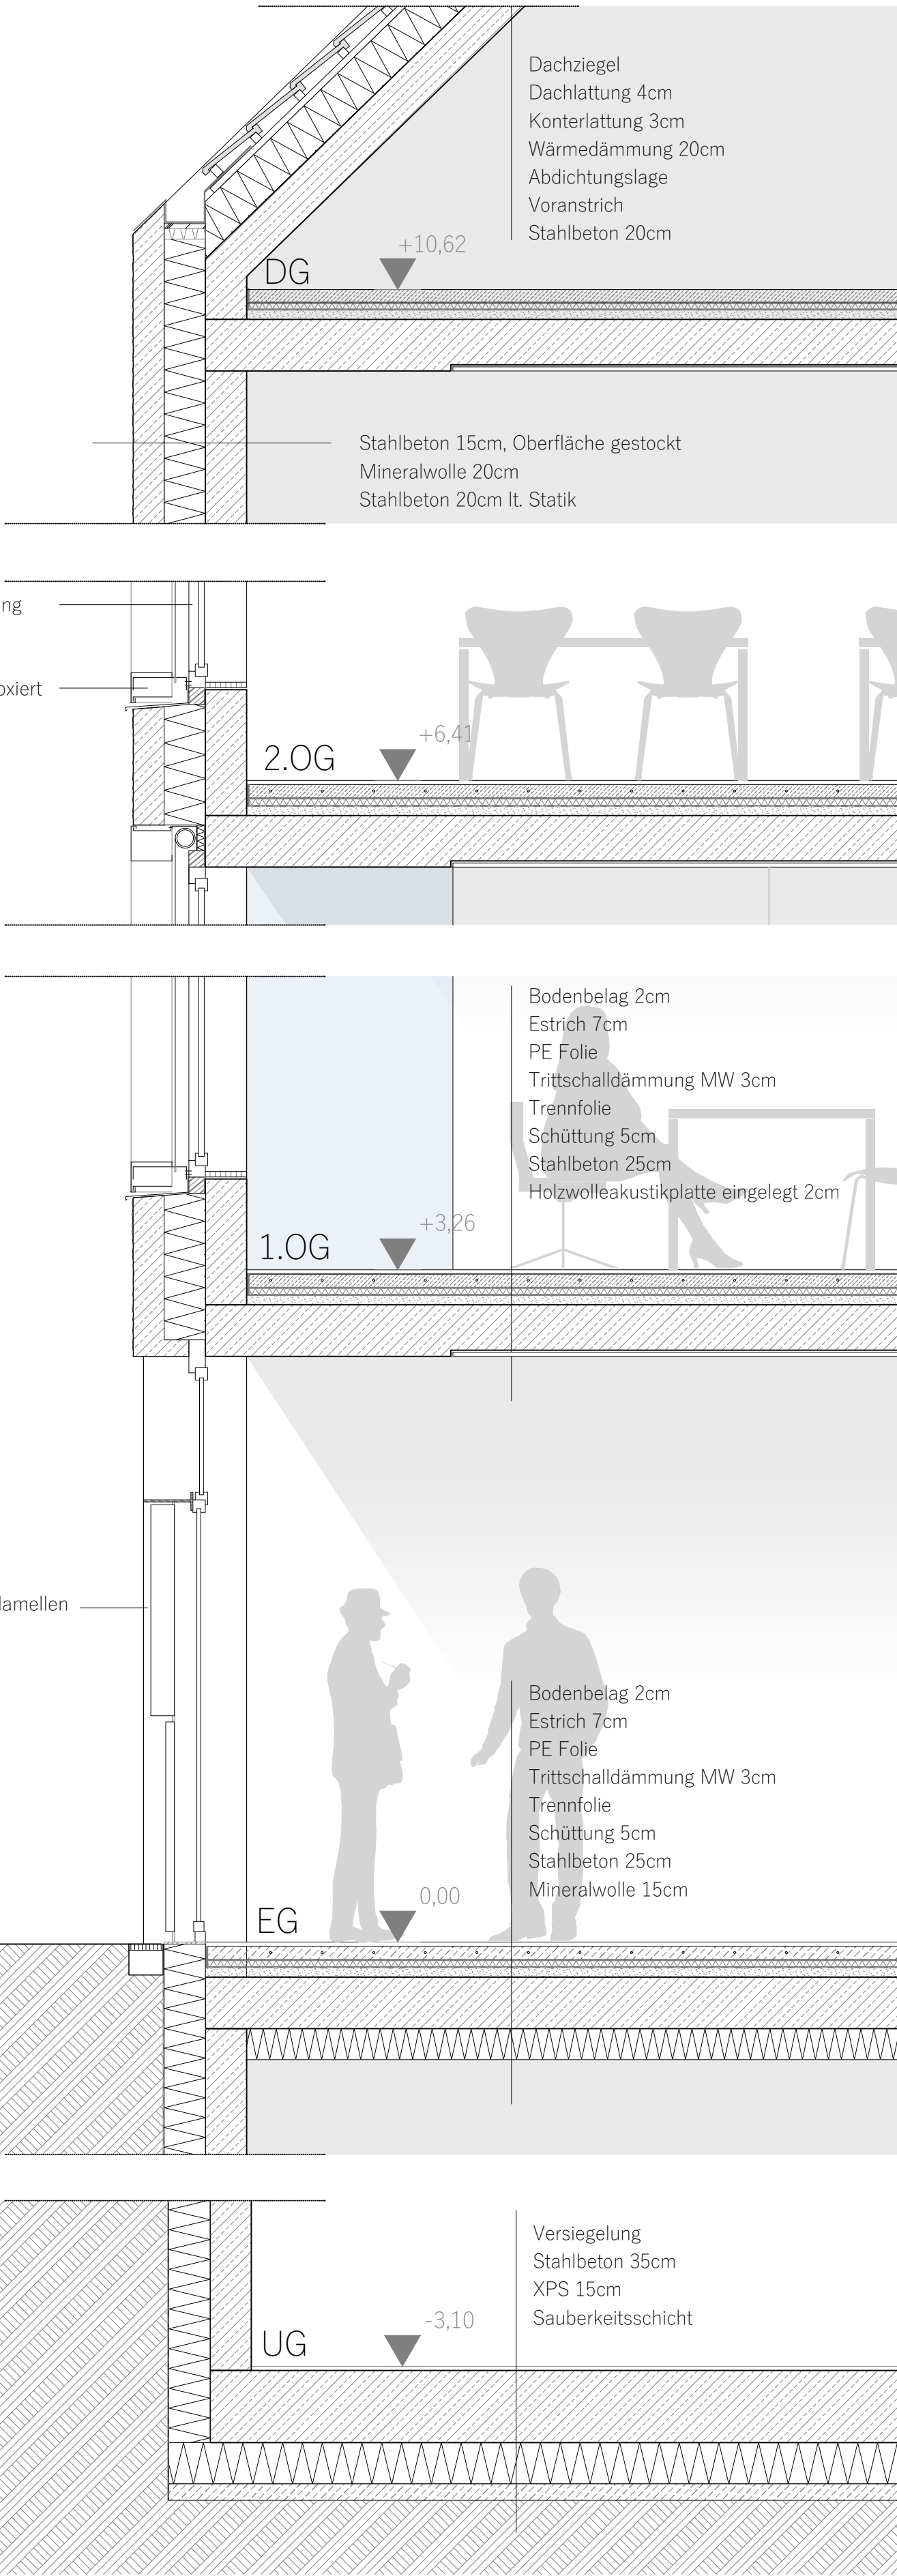 Dachziegel
Dachlattung 4cm
Konterlattung 3cm
Wärmedämmung 20cm
Abdichtungslage
Voranstrich
Stahlbeton 20cm
+10,62
DG
Stahlbeton 15cm, Oberfläche gestockt
Mineralwolle 20cm
Stahlbeton 20cm lt. Statik
ng
oxiert
+6,41
2.OG
Bodenbelag 2cm
Estrich 7cm
PE Folie
Trittschalldämmung MW 3cm
Trennfolie
Schüttung 5cm
Stahlbeton 25cm
Holzwolleakustikplatte eingelegt 2cm
+3,26
1.OG
lamellen
Bodenbelag 2cm
Estrich 7cm
PE Folie
Trittschalldämmung MW 3cm
Trennfolie
Schüttung 5cm
Stahlbeton 25cm
Mineralwolle 15cm
0,00
EG
Versiegelung
Stahlbeton 35cm
XPS 15cm
Sauberkeitsschicht
-3,10
UG